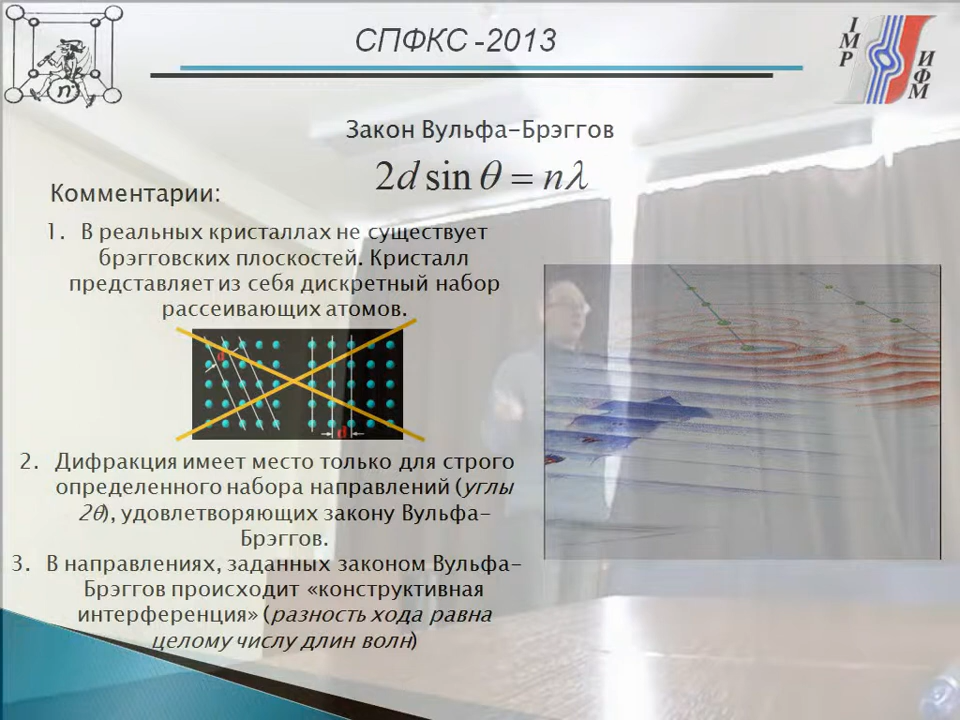 СПФКС -2013
I
M
P
И
Ф
М
n
Закон Вульфа-Брэггов
2d sin θ = nλ
Комментарии:
1. В реальных кристаллах не существует
брэгговских плоскостей. Кристалл
представляет из себя дискретный набор
рассеивающих атомов.
d
d
2. Дифракция имеет место только для строго
определенного набора направлений (углы
2θ), удовлетворяющих закону Вульфа-
Брэггов.
3. В направлениях, заданных законом Вульфа-
Брэггов происходит «конструктивная
интерференция» (разность хода равна
целому числу длин волн)